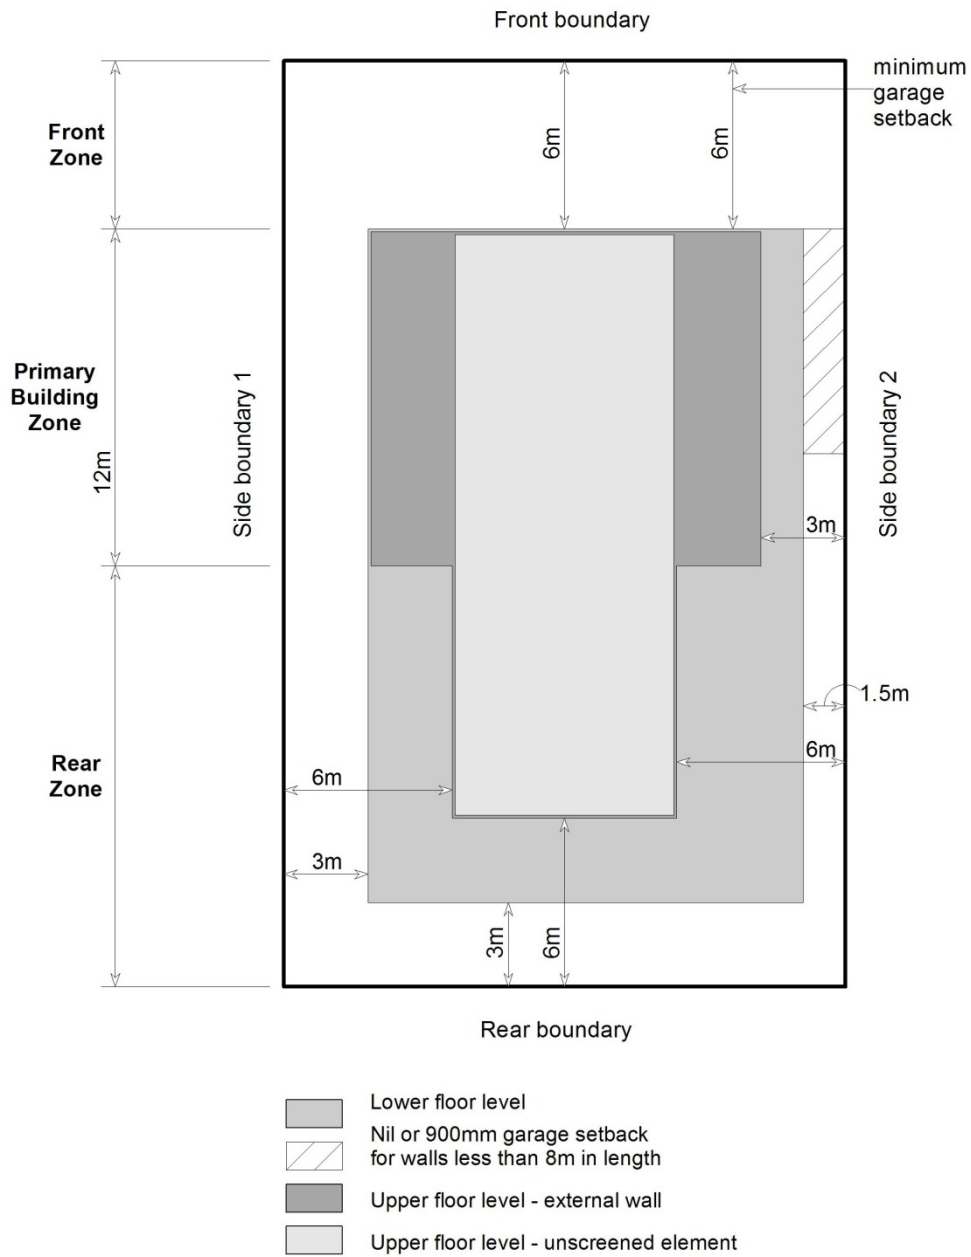 Front boundary
minimum
garage
setback
Front
Zone
6m
6m
Primary
Building
Zone
12m
Side boundary 1
Side boundary 2
3m
1.5m
Rear
Zone
6m
6m
3m
3m
6m
Rear boundary
Lower floor level
Nil or 900mm garage setback
for walls less than 8m in length
Upper floor level - external wall
Upper floor level - unscreened element